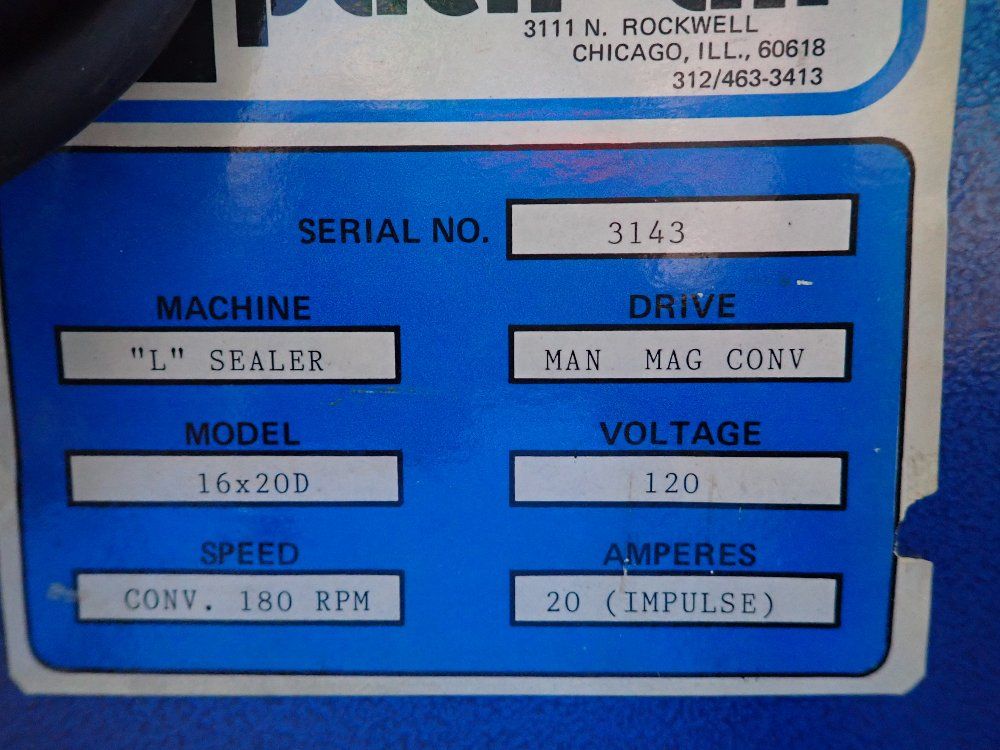 3111 N. ROCKWELL
CHICAGO, ILL., 60618
312/463-3413
SERIAL NO. 3143
MACHINE DRIVE
"L" SEALER MAN MAG CONV
MODEL VOLTAGE
16x20D 120
SPEED AMPERES
CONV. 180 RPM 20 (IMPULSE)